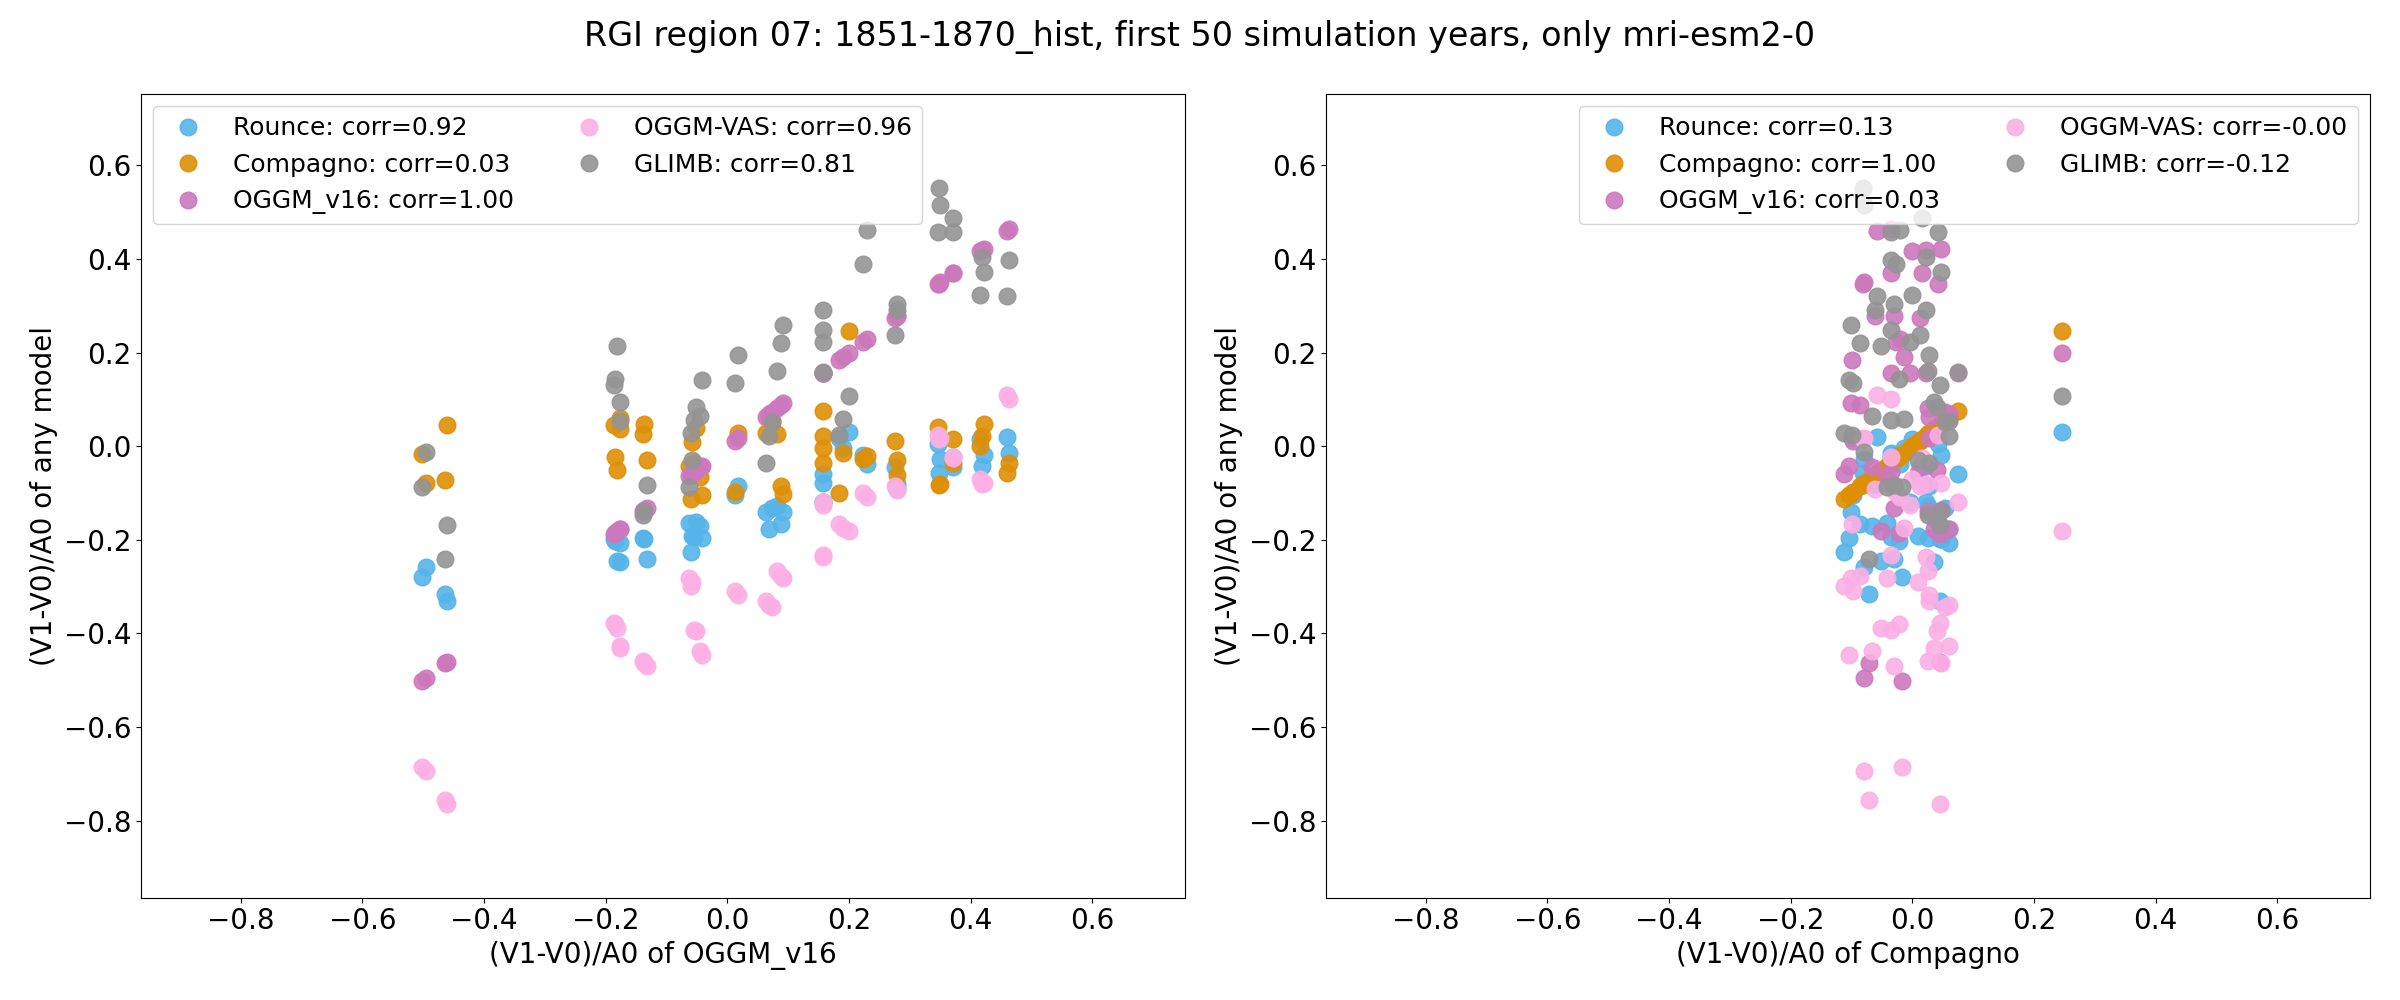 RGI region 07: 1851-1870_hist, first 50 simulation years, only mri-esm2-0
Rounce: corr=0.92
Compagno: corr=0.03
OGGM_v16: corr=1.00
OGGM-VAS: corr=0.96
GLIMB: corr=0.81
0.6
0.4
0.2
0.0
−0.2
−0.4
−0.6
−0.8
(V1-V0)/A0 of any model
−0.8 −0.6 −0.4 −0.2 0.0 0.2 0.4 0.6
(V1-V0)/A0 of OGGM_v16
Rounce: corr=0.13
Compagno: corr=1.00
OGGM_v16: corr=0.03
OGGM-VAS: corr=-0.00
GLIMB: corr=-0.12
0.6
0.4
0.2
0.0
−0.2
−0.4
−0.6
−0.8
(V1-V0)/A0 of any model
−0.8 −0.6 −0.4 −0.2 0.0 0.2 0.4 0.6
(V1-V0)/A0 of Compagno